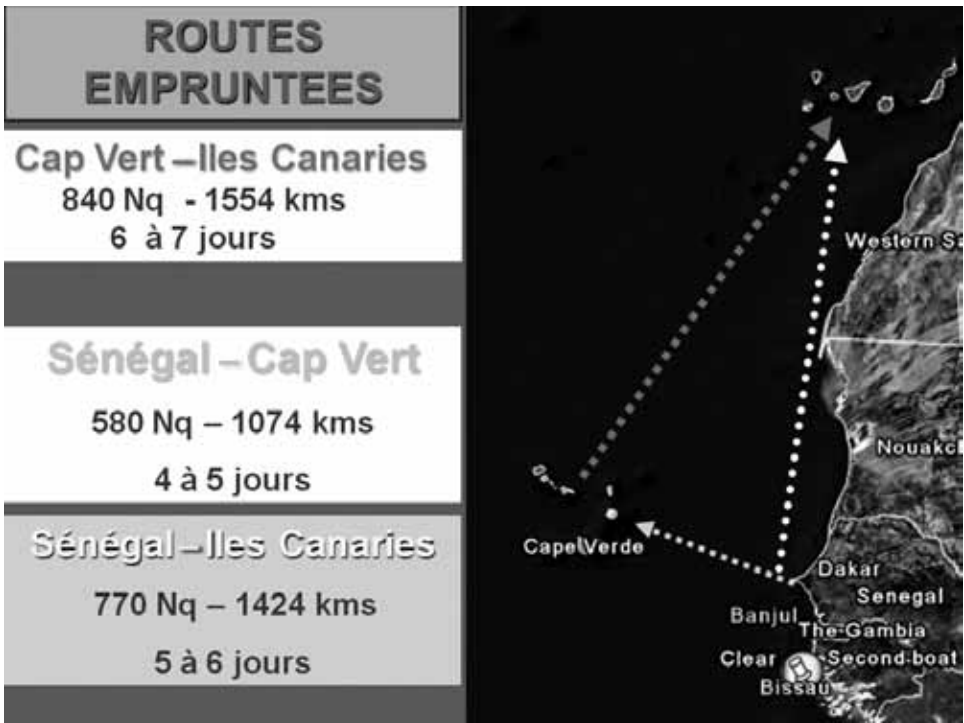 ROUTES
EMPRUNTEES
Cap Vert – Iles Canaries
840 Nq - 1554 kms
6 à 7 jours
Sénégal – Cap Vert
580 Nq – 1074 kms
4 à 5 jours
Sénégal – Iles Canaries
770 Nq – 1424 kms
5 à 6 jours
Western Sa
Nouakch
Cape Verde
Dakar
Senegal
Banjul
The Gambia
Clear
Second boat
Bissau